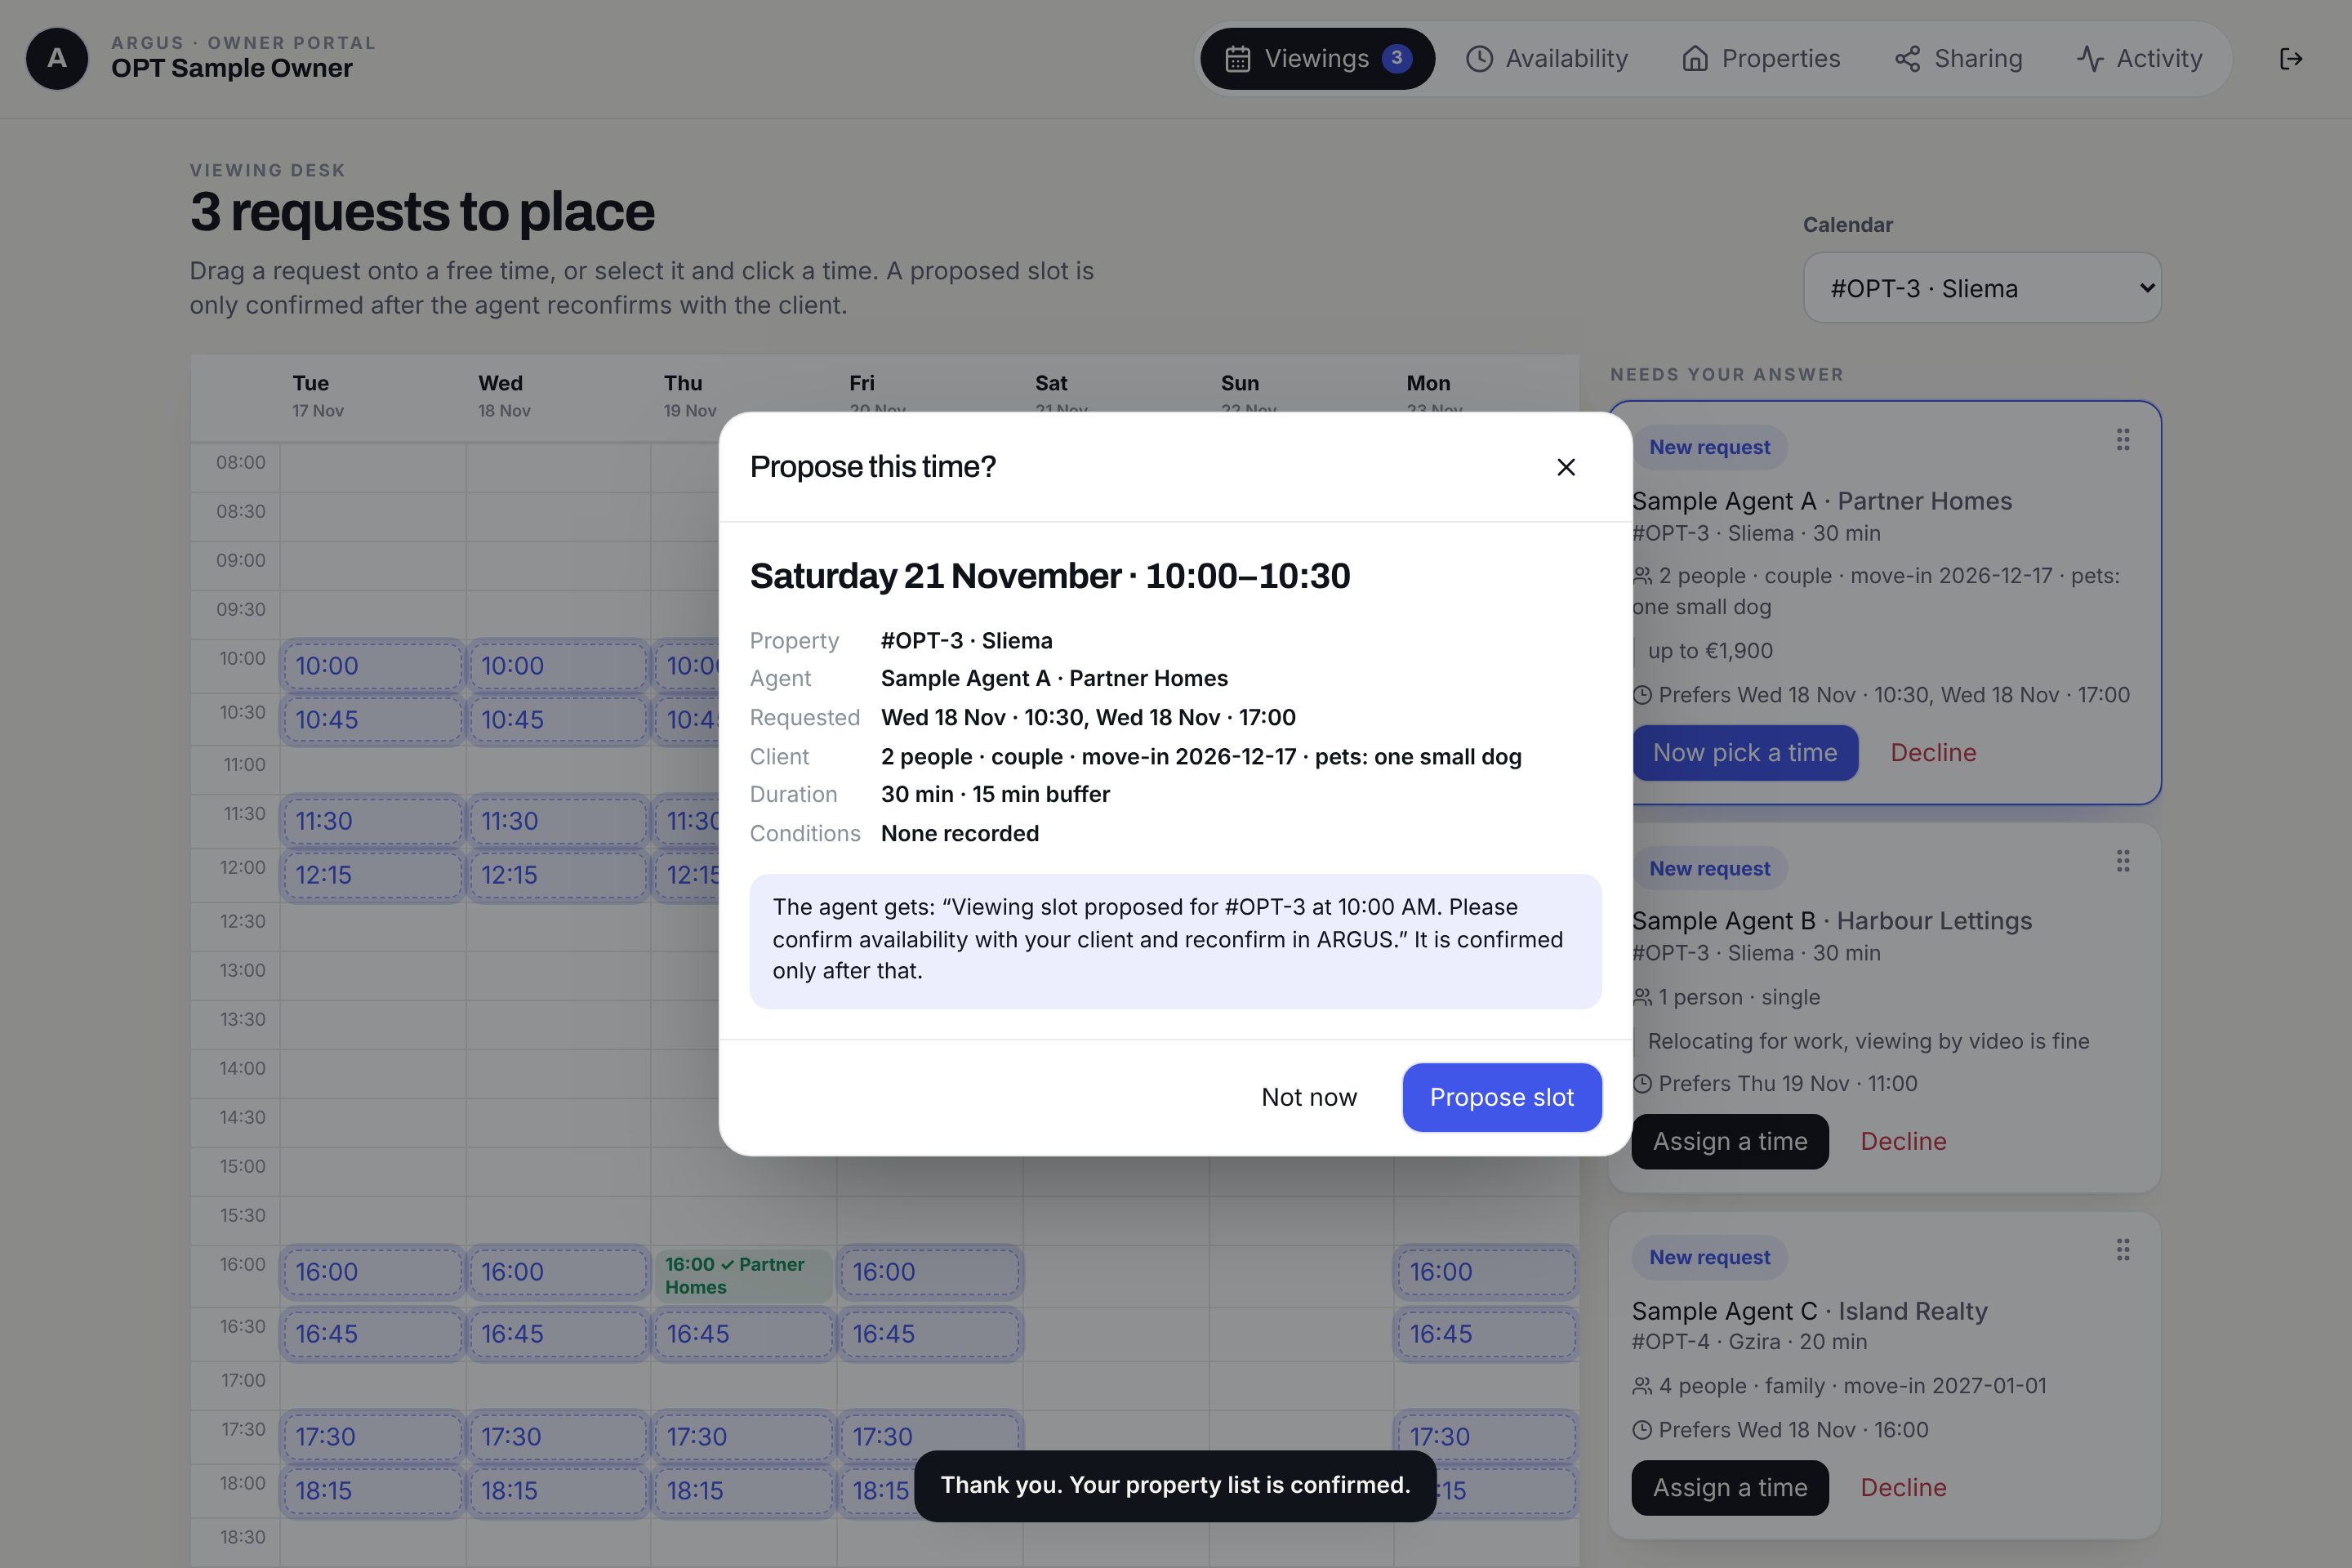 A
ARGUS · OWNER PORTAL
OPT Sample Owner
Viewings 3
Availability
Properties
Sharing
Activity
VIEWING DESK
3 requests to place
Drag a request onto a free time, or select it and click a time. A proposed slot is
only confirmed after the agent reconfirms with the client.
Calendar
#OPT-3 · Sliema
Tue Wed Thu Fri Sat Sun Mon
17 Nov 18 Nov 19 Nov 20 Nov 21 Nov 22 Nov 23 Nov
08:00
08:30
09:00
09:30
10:00 10:00 10:00
10:00
10:30 10:45 10:45
11:00
11:30 11:30 11:30 11:30
12:00 12:15 12:15 12:15
12:30
13:00
13:30
14:00
14:30
15:00
15:30
16:00 16:00 16:00 16:00 ✓ Partner
Homes
16:00 16:00
16:30 16:45 16:45 16:45 16:45 16:45
17:00
17:30 17:30 17:30 17:30 17:30 17:30
18:00 18:15 18:15 18:15 18:15 :15
18:30
Propose this time?
Saturday 21 November · 10:00–10:30
Property #OPT-3 · Sliema
Agent Sample Agent A · Partner Homes
Requested Wed 18 Nov · 10:30, Wed 18 Nov · 17:00
Client 2 people · couple · move-in 2026-12-17 · pets: one small dog
Duration 30 min · 15 min buffer
Conditions None recorded
The agent gets: “Viewing slot proposed for #OPT-3 at 10:00 AM. Please
confirm availability with your client and reconfirm in ARGUS.” It is confirmed
only after that.
Not now
Propose slot
Thank you. Your property list is confirmed.
NEEDS YOUR ANSWER
New request
Sample Agent A · Partner Homes
#OPT-3 · Sliema · 30 min
2 people · couple · move-in 2026-12-17 · pets:
one small dog
up to €1,900
Prefers Wed 18 Nov · 10:30, Wed 18 Nov · 17:00
Now pick a time
Decline
New request
Sample Agent B · Harbour Lettings
#OPT-3 · Sliema · 30 min
1 person · single
Relocating for work, viewing by video is fine
Prefers Thu 19 Nov · 11:00
Assign a time
Decline
New request
Sample Agent C · Island Realty
#OPT-4 · Gzira · 20 min
4 people · family · move-in 2027-01-01
Prefers Wed 18 Nov · 16:00
Assign a time
Decline